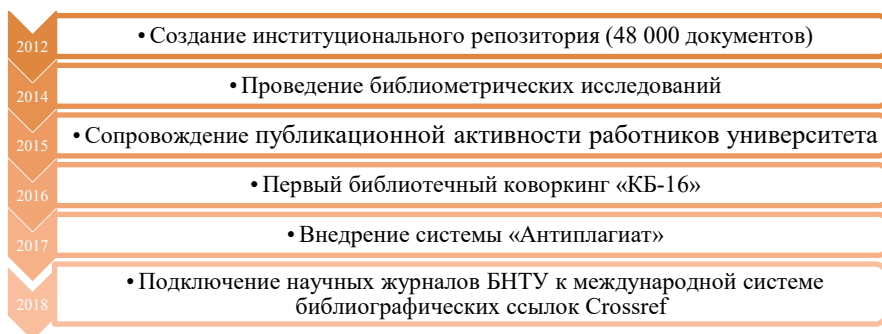 2012
• Создание институционального репозитория (48 000 документов)
2014
• Проведение библиометрических исследований
2015
• Сопровождение публикационной активности работников университета
2016
• Первый библиотечный коворкинг «КБ-16»
2017
• Внедрение системы «Антиплагиат»
2018
• Подключение научных журналов БНТУ к международной системе
библиографических ссылок Crossref